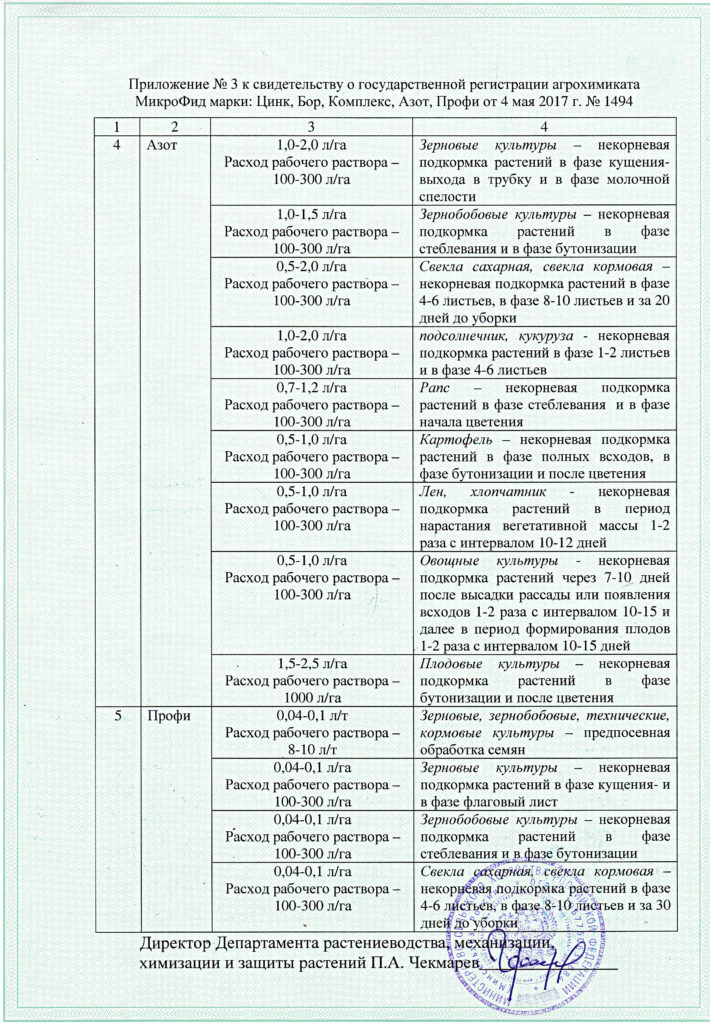 Приложение № 3 к свидетельству о государственной регистрации агрохимиката
МикроФид марки: Цинк, Бор, Комплекс, Азот, Профи от 4 мая 2017 г. № 1494
1 2 3 4
4 Азот
1,0-2,0 л/га
Расход рабочего раствора –
100-300 л/га
Зерновые культуры – некорневая
подкормка растений в фазе кущения-
выхода в трубку и в фазе молочной
спелости
1,0-1,5 л/га
Расход рабочего раствора –
100-300 л/га
Зернобобовые культуры – некорневая
подкормка растений в фазе
стеблевания и в фазе бутонизации
0,5-2,0 л/га
Расход рабочего раствора –
100-300 л/га
Свекла сахарная, свекла кормовая –
некорневая подкормка растений в фазе
4-6 листьев, в фазе 8-10 листьев и за 20
дней до уборки
1,0-2,0 л/га
Расход рабочего раствора –
100-300 л/га
подсолнечник, кукуруза - некорневая
подкормка растений в фазе 1-2 листьев
и в фазе 4-6 листьев
0,7-1,2 л/га
Расход рабочего раствора –
100-300 л/га
Рапс – некорневая подкормка
растений в фазе стеблевания и в фазе
начала цветения
0,5-1,0 л/га
Расход рабочего раствора –
100-300 л/га
Картофель – некорневая подкормка
растений в фазе полных всходов, в
фазе бутонизации и после цветения
0,5-1,0 л/га
Расход рабочего раствора –
100-300 л/га
Лен, хлопчатник - некорневая
подкормка растений в период
нарастания вегетативной массы 1-2
раза с интервалом 10-12 дней
0,5-1,0 л/га
Расход рабочего раствора –
100-300 л/га
Овощные культуры - некорневая
подкормка растений через 7-10 дней
после высадки рассады или появления
всходов 1-2 раза с интервалом 10-15 и
далее в период формирования плодов
1-2 раза с интервалом 10-15 дней
1,5-2,5 л/га
Расход рабочего раствора –
1000 л/га
Плодовые культуры – некорневая
подкормка растений в фазе
бутонизации и после цветения
5 Профи
0,04-0,1 л/т
Расход рабочего раствора –
8-10 л/т
Зерновые, зернобобовые, технические,
кормовые культуры – предпосевная
обработка семян
0,04-0,1 л/га
Расход рабочего раствора –
100-300 л/га
Зерновые культуры – некорневая
подкормка растений в фазе кущения- и
в фазе флаговый лист
0,04-0,1 л/га
Расход рабочего раствора –
100-300 л/га
Зернобобовые культуры – некорневая
подкормка растений в фазе
стеблевания и в фазе бутонизации
0,04-0,1 л/га
Расход рабочего раствора –
100-300 л/га
Свекла сахарная, свекла кормовая –
некорневая подкормка растений в фазе
4-6 листьев, в фазе 8-10 листьев и за 30
дней до уборки
Директор Департамента растениеводства, механизации,
химизации и защиты растений П.А. Чекмарев